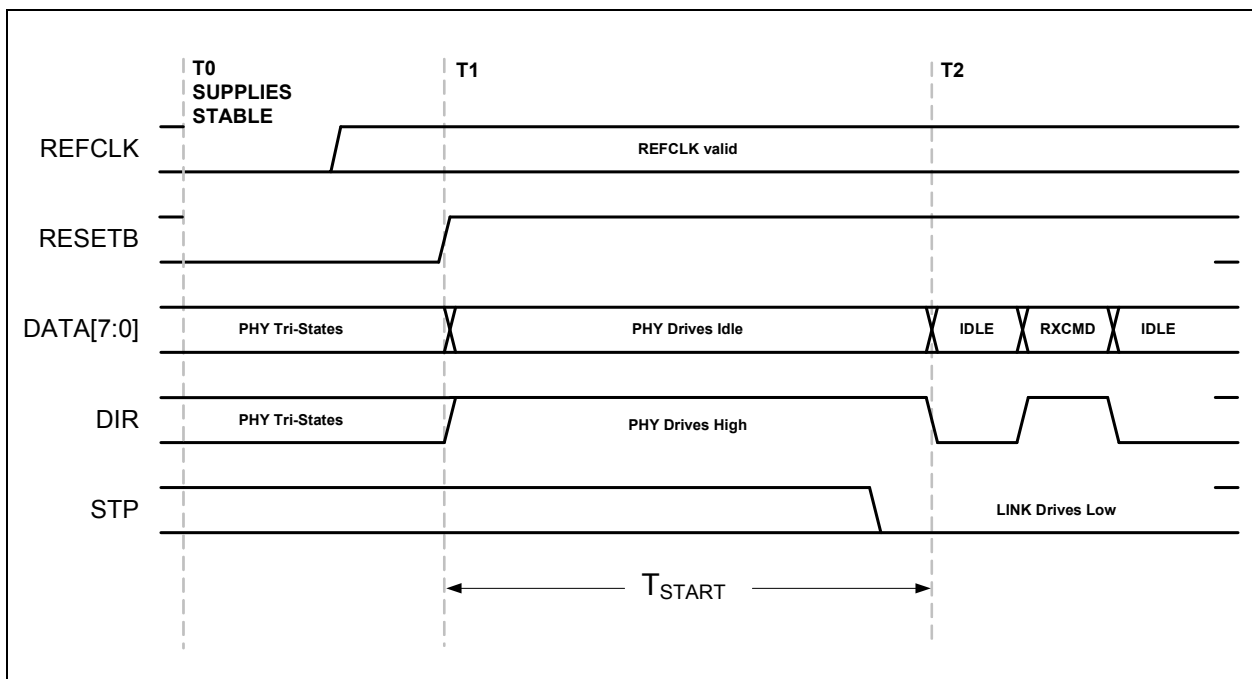 T0
SUPPLIES
STABLE
T1
T2
REFCLK
REFCLK valid
RESETB
DATA[7:0]
PHY Tri-States
PHY Drives Idle
IDLE
RXCMD
IDLE
DIR
PHY Tri-States
PHY Drives High
STP
LINK Drives Low
TSTART